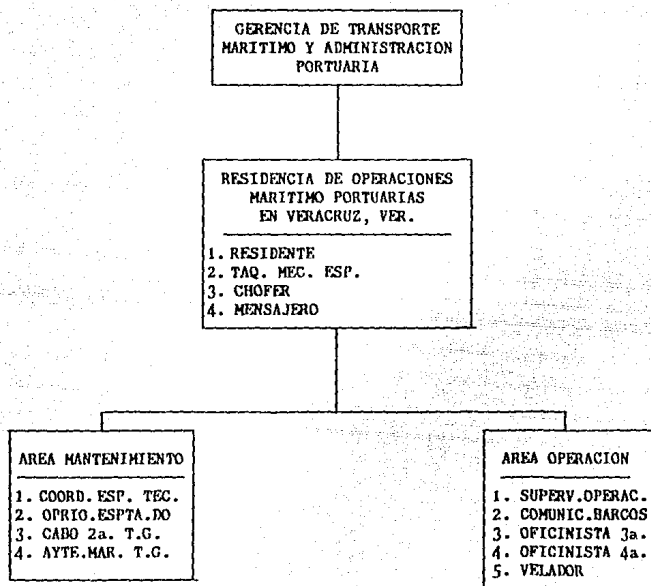 GERENCIA DE TRANSPORTE
MARITIMO Y ADMINISTRACION
PORTUARIA
RESIDENCIA DE OPERACIONES
MARITIMO PORTUARIAS
EN VERACRUZ, VER.
1. RESIDENTE
2. TAQ. MEC. ESP.
3. CHOFER
4. MENSAJERO
AREA MANTENIMIENTO
1. COORD.ESP. TEC.
2. OPRIO.ESPTA.DO
3. CABO 2a. T.G.
4. AYTE.MAR. T.G.
AREA OPERACION
1. SUPERV.OPERAC.
2. COMUNIC.BARCOS
3. OFICINISTA 3a.
4. OFICINISTA 4a.
5. VELADOR